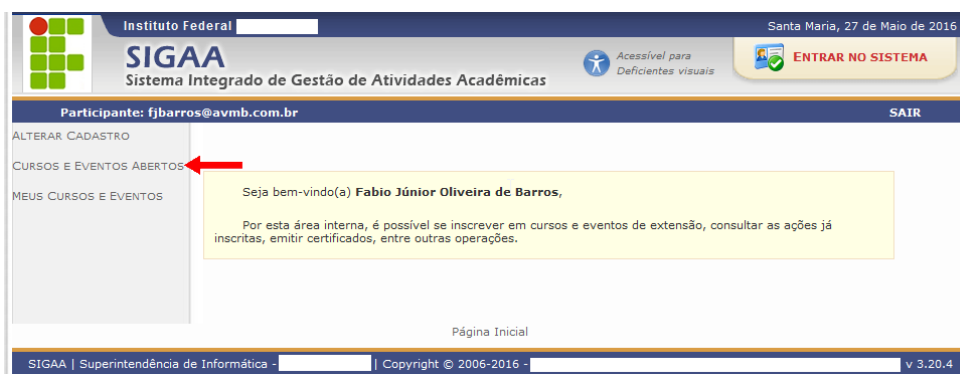 Instituto Federal
Santa Maria, 27 de Maio de 2016
SIGAA
Sistema Integrado de Gestão de Atividades Acadêmicas
Acessível para
Deficientes visuais
ENTRAR NO SISTEMA
Participante: fjbarros@avmb.com.br
SAIR
ALTERAR CADASTRO
CURSOS E EVENTOS ABERTOS
MEUS CURSOS E EVENTOS
Seja bem-vindo(a) Fabio Júnior Oliveira de Barros,
Por esta área interna, é possível se inscrever em cursos e eventos de extensão, consultar as ações já
inscritas, emitir certificados, entre outras operações.
Página Inicial
SIGAA | Superintendência de Informática - | Copyright © 2006-2016 - v 3.20.4